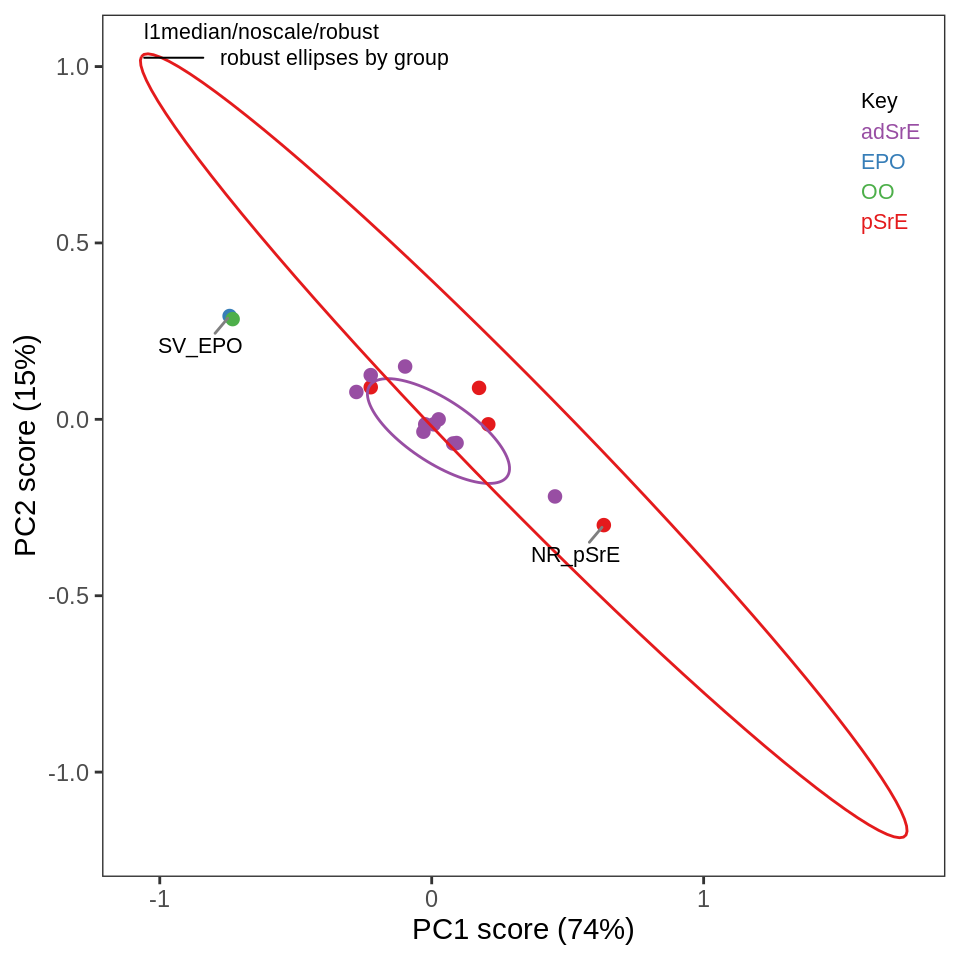 l1median/noscale/robust
robust ellipses by group
1.0
0.5
0.0
-0.5
-1.0
PC2 score (15%)
Key
adSrE
EPO
OO
pSrE
SV_EPO
NR_pSrE
-1
0
1
PC1 score (74%)